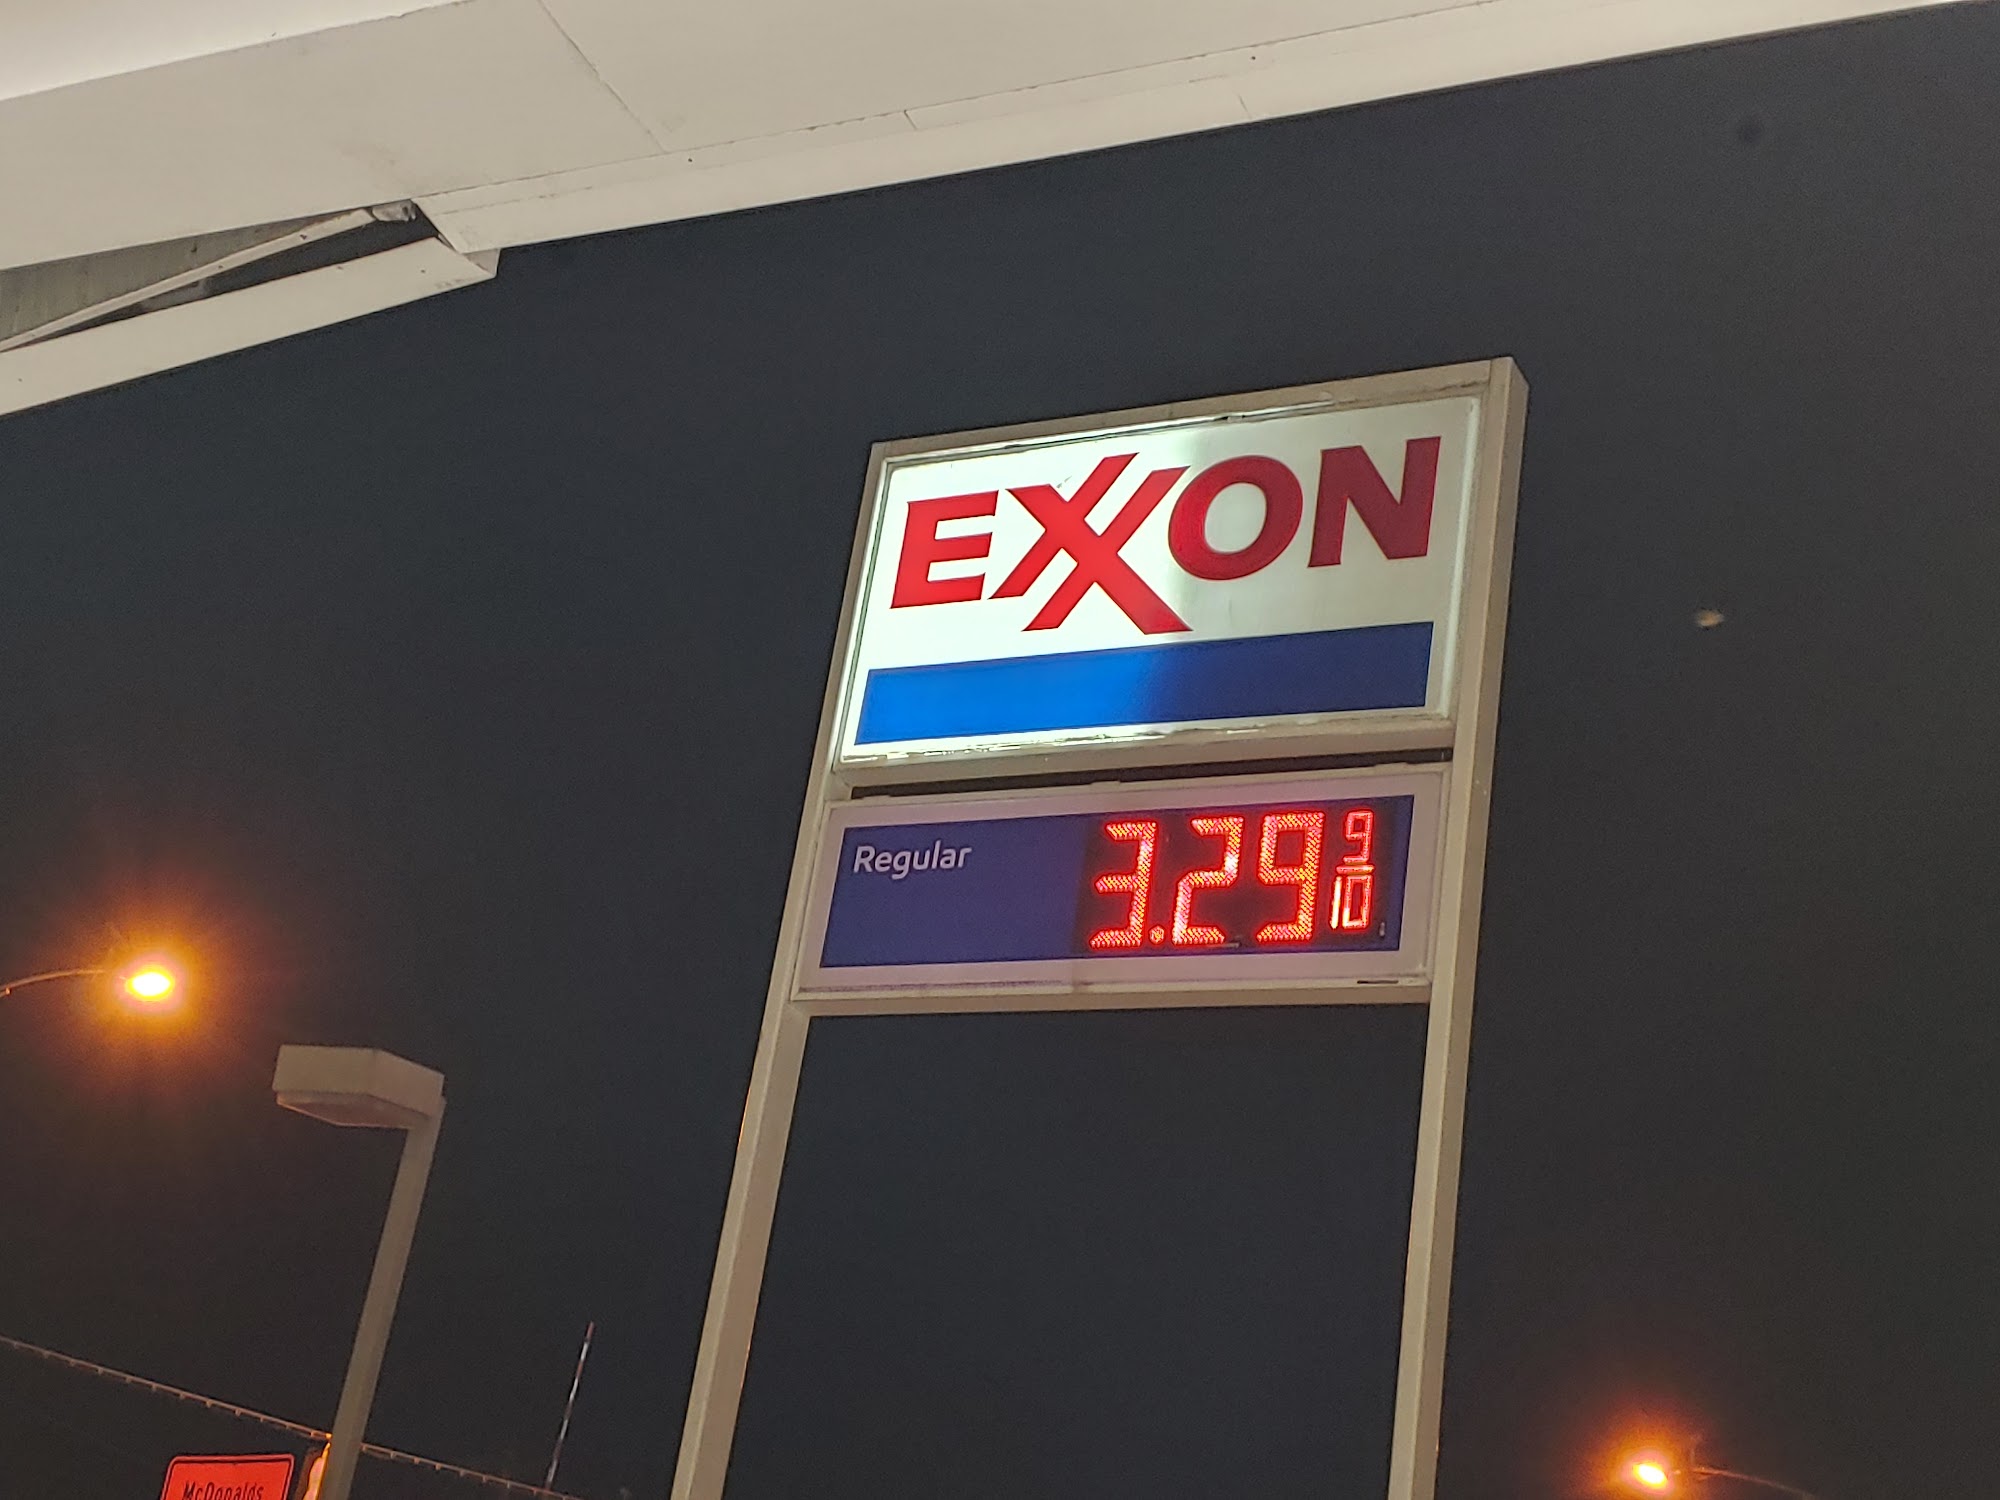 EXXON
Regular 3.29 9/10
McDonalds